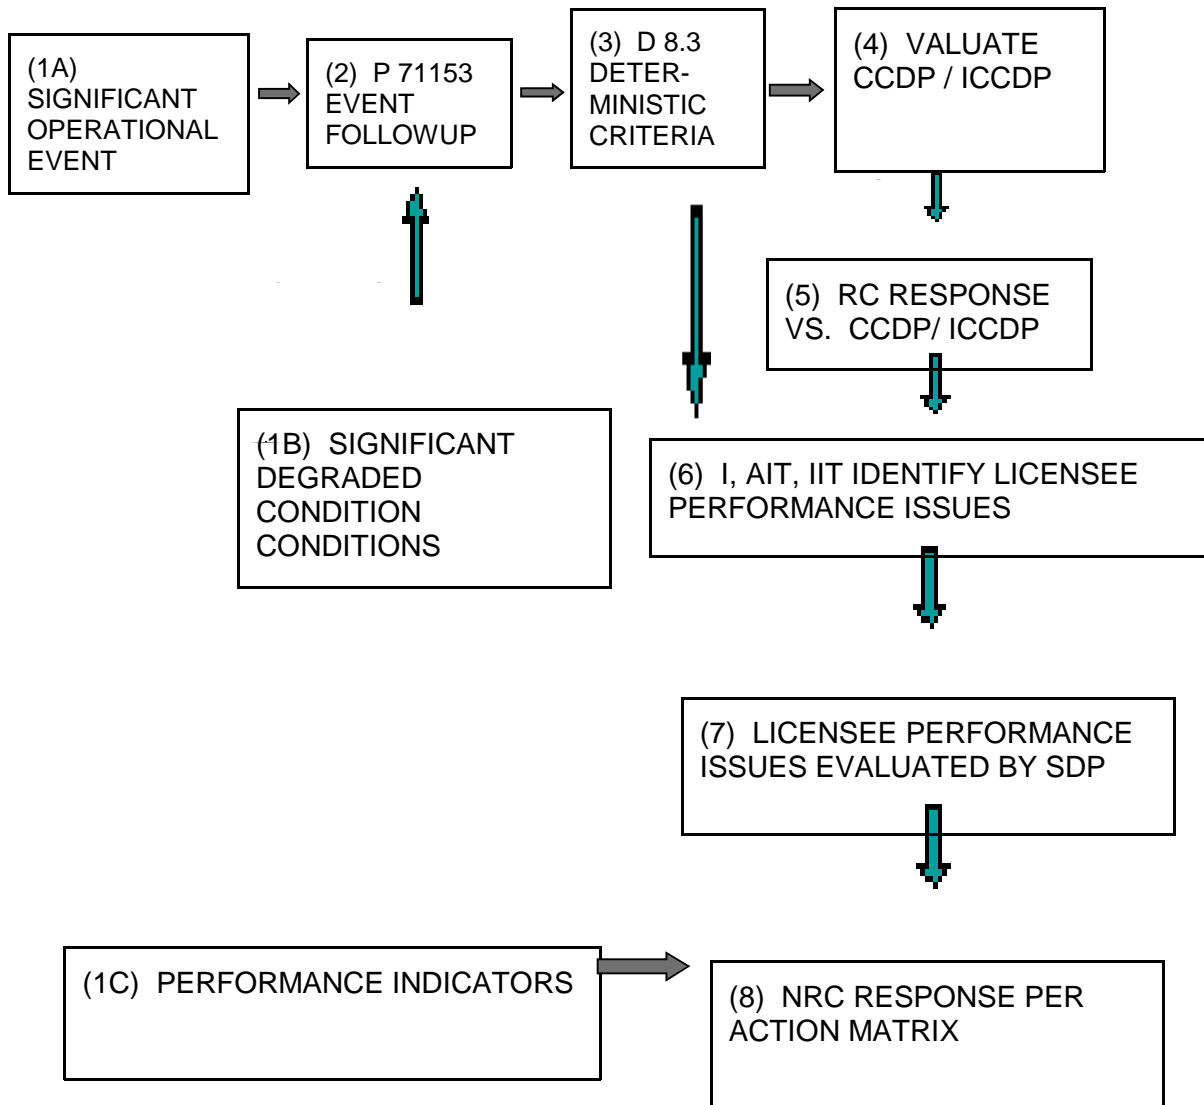 (1A)
SIGNIFICANT
OPERATIONAL
EVENT
(2) P 71153
EVENT
FOLLOWUP
(3) D 8.3
DETER-
MINISTIC
CRITERIA
(4) VALUATE
CCDP / ICCDP
(5) RC RESPONSE
VS. CCDP/ ICCDP
(1B) SIGNIFICANT
DEGRADED
CONDITION
CONDITIONS
(6) I, AIT, IIT IDENTIFY LICENSEE
PERFORMANCE ISSUES
(7) LICENSEE PERFORMANCE
ISSUES EVALUATED BY SDP
(1C) PERFORMANCE INDICATORS
(8) NRC RESPONSE PER
ACTION MATRIX